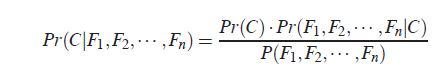 Pr(C|F₁,F₂,⋯,Fₙ) = Pr(C)·Pr(F₁,F₂,⋯,Fₙ|C) / P(F₁,F₂,⋯,Fₙ)